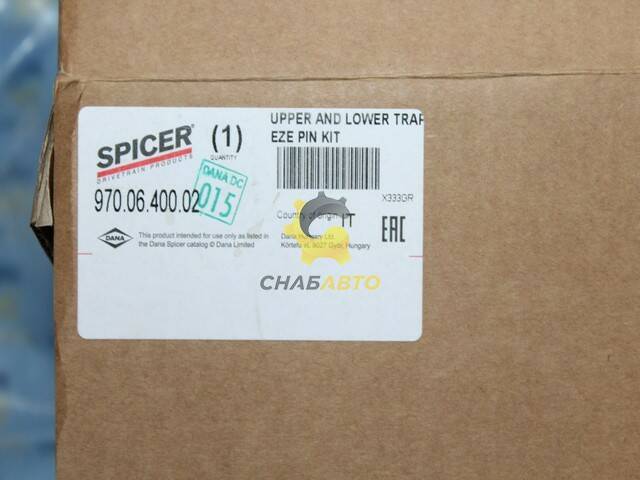 SPICER®
DRIVETRAIN PRODUCTS
(1)
QUANTITY
UPPER AND LOWER TRAP
EZE PIN KIT
970.06.400.02
DANA DC
015
X333GR
Country of origin IT
EAC
DANA
This product intended for use only as listed in
the Dana Spicer catalog © Dana Limited
Dana Hungary Ltd.
9027 Győr, Hungary
СНАБАВТО